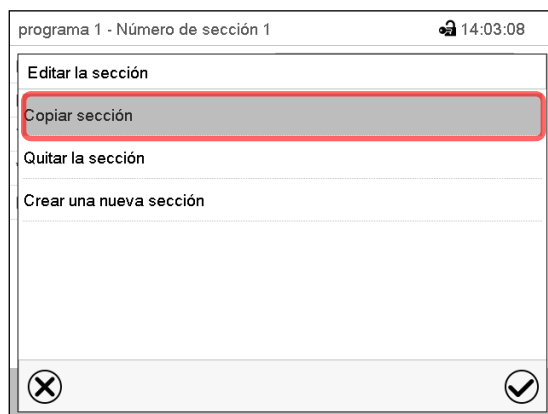 programa 1 - Número de sección 1 14:03:08
Editar la sección
Copiar sección
Quitar la sección
Crear una nueva sección